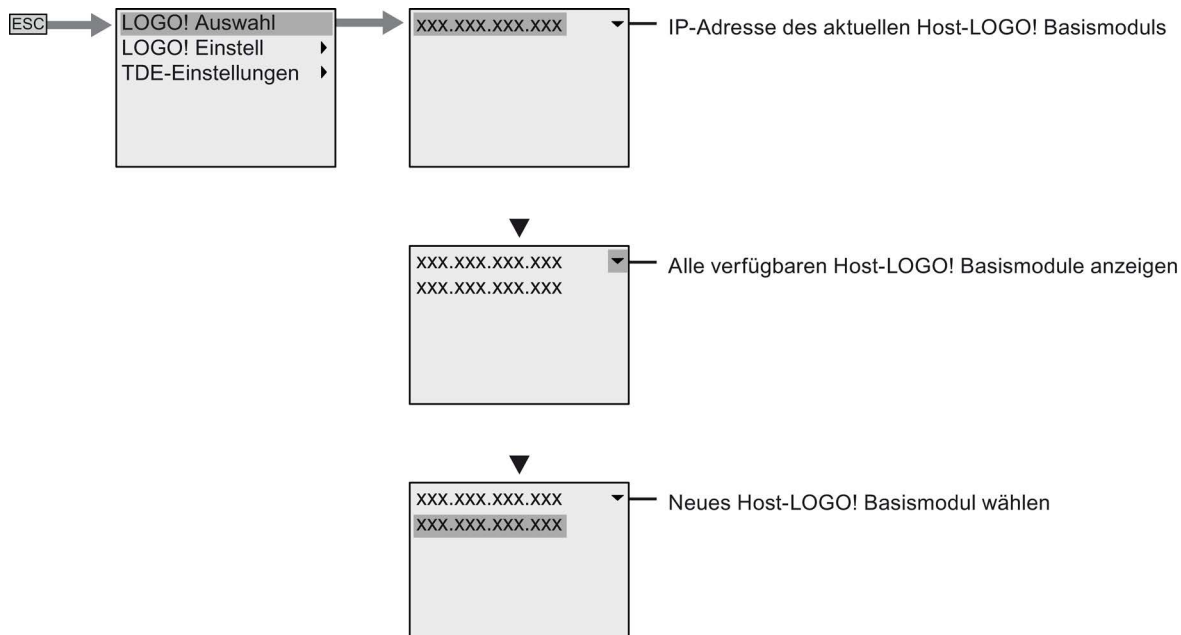 ESC
LOGO! Auswahl
LOGO! Einstell
TDE-Einstellungen
xxx.xxx.xxx.xxx
IP-Adresse des aktuellen Host-LOGO! Basismoduls
xxx.xxx.xxx.xxx
xxx.xxx.xxx.xxx
Alle verfügbaren Host-LOGO! Basismodule anzeigen
xxx.xxx.xxx.xxx
xxx.xxx.xxx.xxx
Neues Host-LOGO! Basismodul wählen